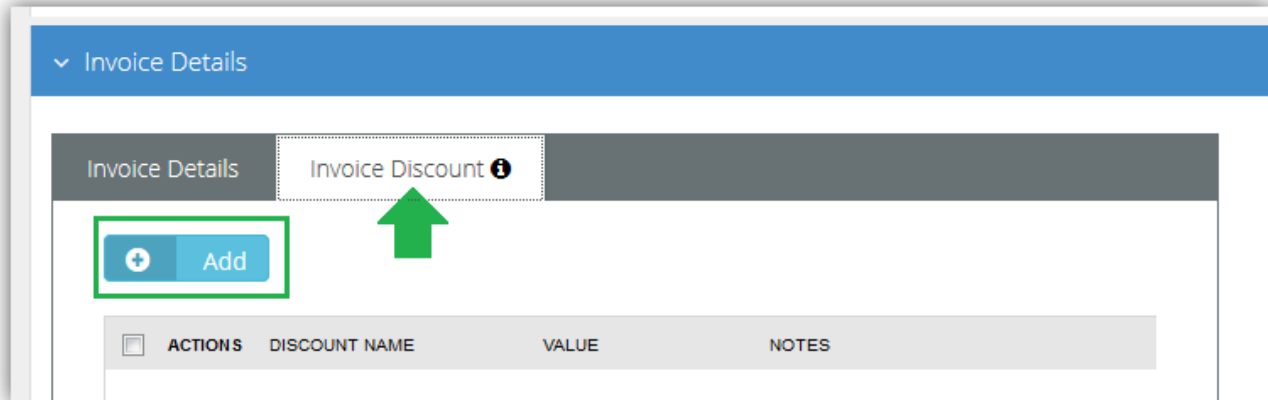 Invoice Details
Invoice Details Invoice Discount
Add
ACTIONS DISCOUNT NAME VALUE NOTES